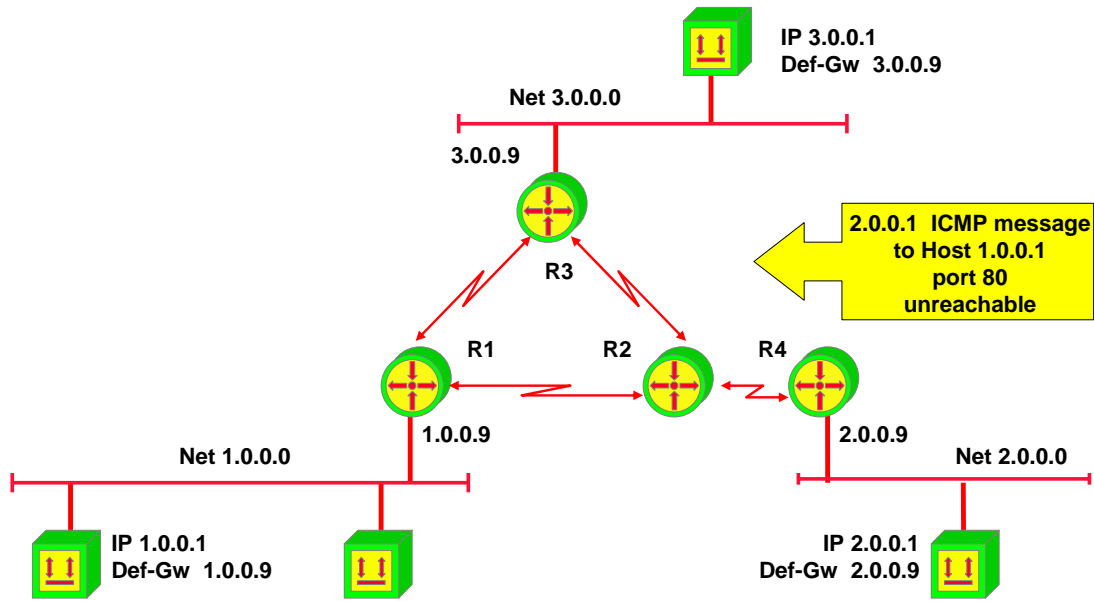 IP 3.0.0.1
Def-Gw 3.0.0.9
Net 3.0.0.0
3.0.0.9
2.0.0.1 ICMP message
to Host 1.0.0.1
port 80
unreachable
R3
R1
R2
R4
1.0.0.9
2.0.0.9
Net 1.0.0.0
Net 2.0.0.0
IP 1.0.0.1
Def-Gw 1.0.0.9
IP 2.0.0.1
Def-Gw 2.0.0.9